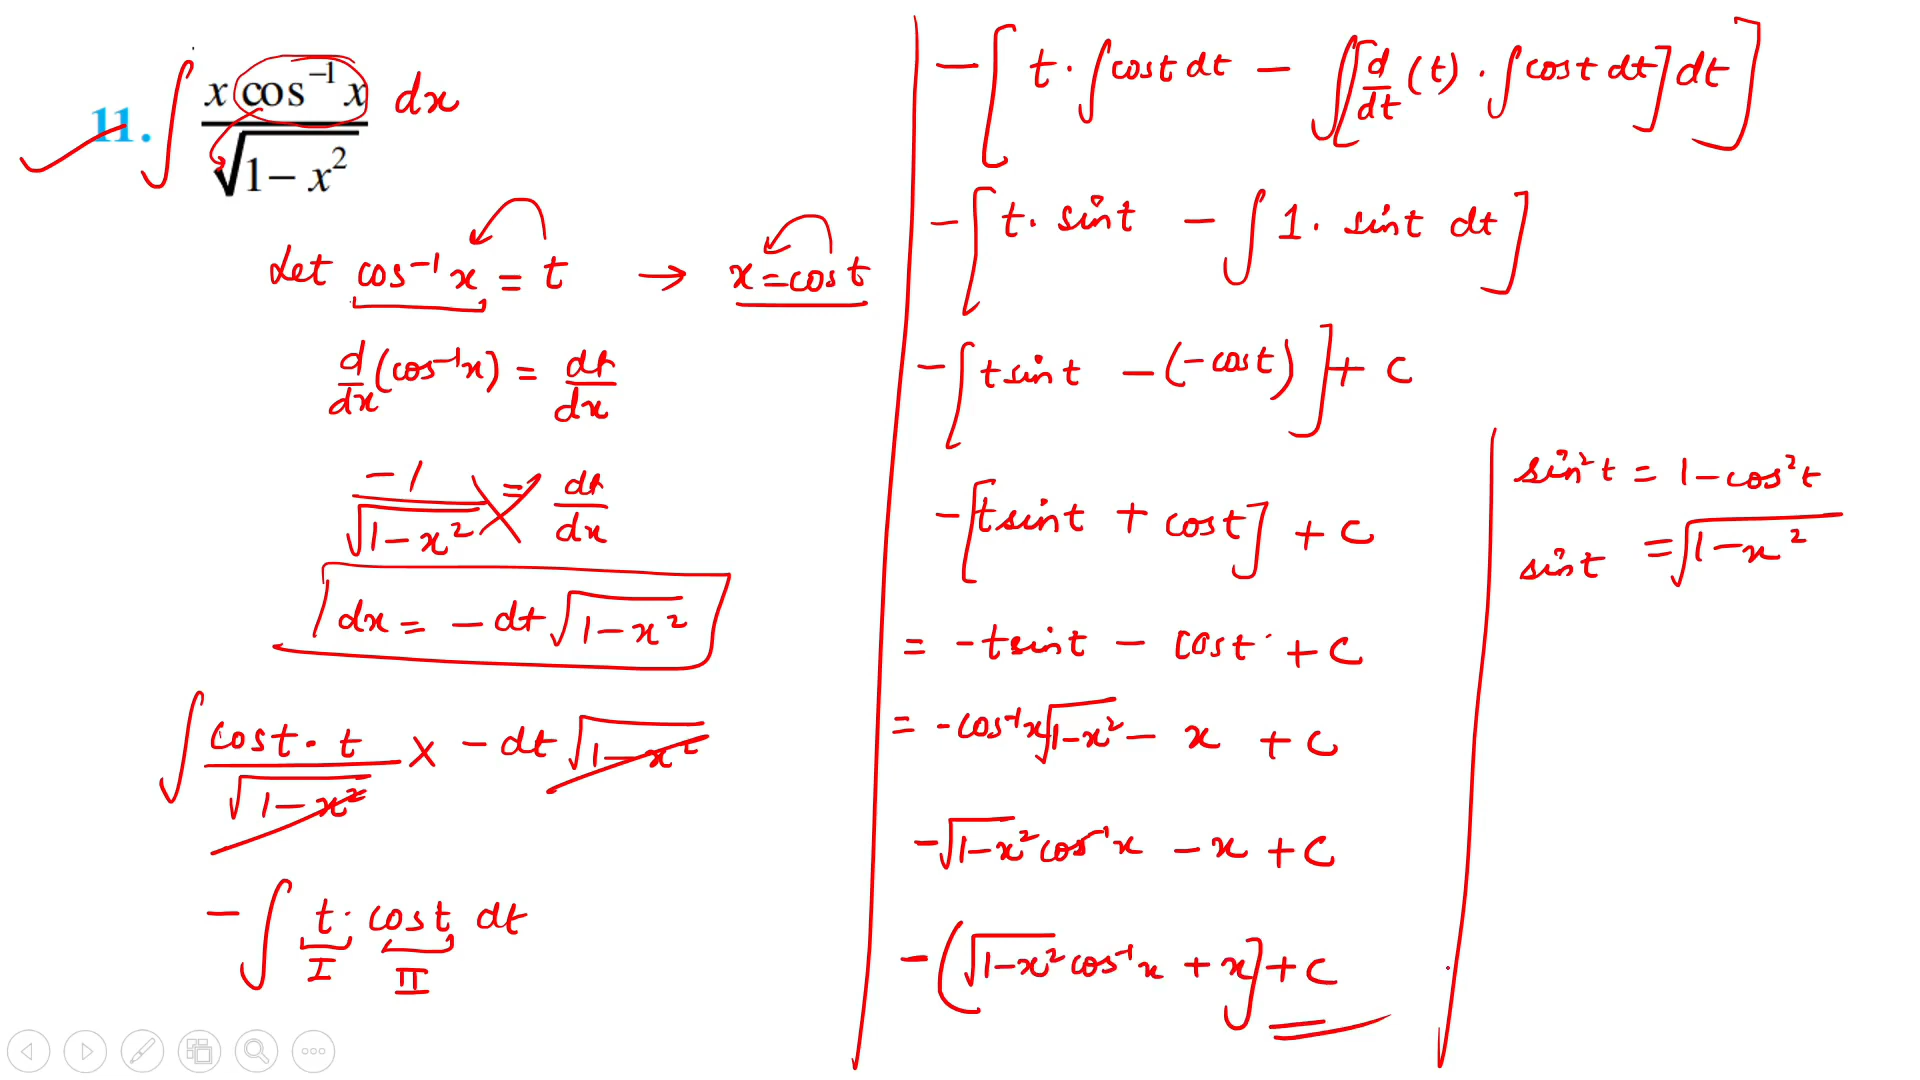 11. ∫ x cos⁻¹ x / √(1 − x²) dx
Let cos⁻¹ x = t → x = cos t
d/dx (cos⁻¹x) = dt/dx
−1/√(1−x²) = dt/dx
dx = − dt √(1−x²)
∫ cos t · t / √(1−x²) × − dt √(1−x²)
− ∫ t · cos t dt
I II
− [ t · ∫ cos t dt − ∫ [ d/dt (t) · ∫ cos t dt ] dt ]
− [ t · sin t − ∫ 1 · sin t dt ]
− [ t sin t − (− cos t) ] + C
− [ t sin t + cos t ] + C
= − t sin t − cos t + C
= − cos⁻¹x √(1−x²) − x + C
− √(1−x²) cos⁻¹x − x + C
− ( √(1−x²) cos⁻¹x + x ] + C
sin²t = 1 − cos²t
sin t = √(1−x²)